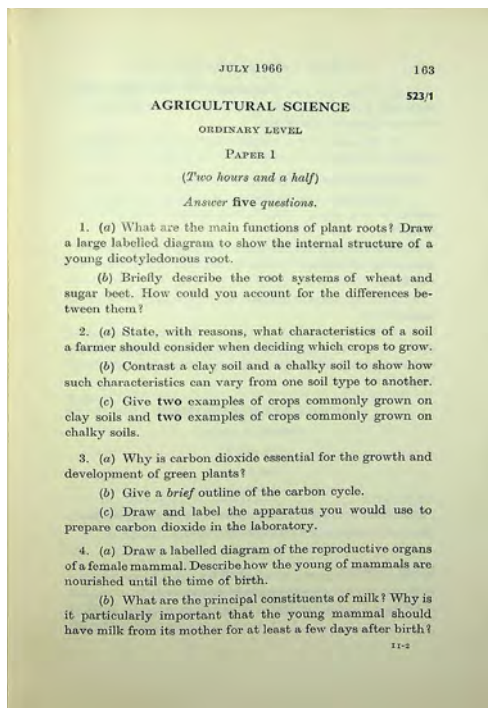 JULY 1966 163
523/1
AGRICULTURAL SCIENCE
ORDINARY LEVEL
PAPER 1
(Two hours and a half)
Answer five questions.
1. (a) What are the main functions of plant roots? Draw
a large labelled diagram to show the internal structure of a
young dicotyledonous root.
(b) Briefly describe the root systems of wheat and
sugar beet. How could you account for the differences be-
tween them?
2. (a) State, with reasons, what characteristics of a soil
a farmer should consider when deciding which crops to grow.
(b) Contrast a clay soil and a chalky soil to show how
such characteristics can vary from one soil type to another.
(c) Give two examples of crops commonly grown on
clay soils and two examples of crops commonly grown on
chalky soils.
3. (a) Why is carbon dioxide essential for the growth and
development of green plants?
(b) Give a brief outline of the carbon cycle.
(c) Draw and label the apparatus you would use to
prepare carbon dioxide in the laboratory.
4. (a) Draw a labelled diagram of the reproductive organs
of a female mammal. Describe how the young of mammals are
nourished until the time of birth.
(b) What are the principal constituents of milk? Why is
it particularly important that the young mammal should
have milk from its mother for at least a few days after birth?
11-2